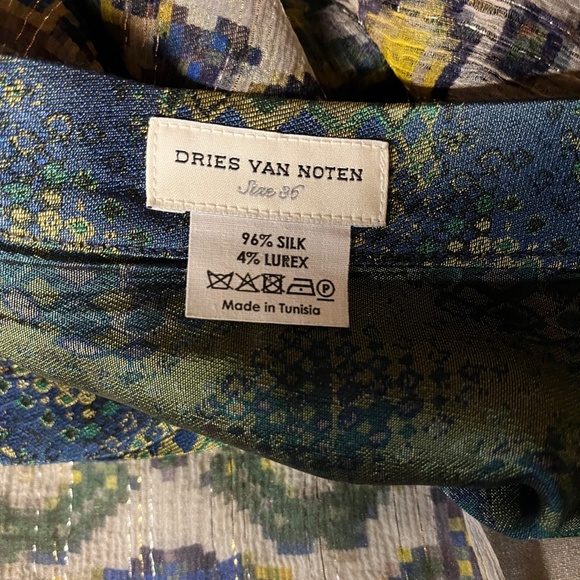 DRIES VAN NOTEN
Size 36
96% SILK
4% LUREX
P
Made in Tunisia